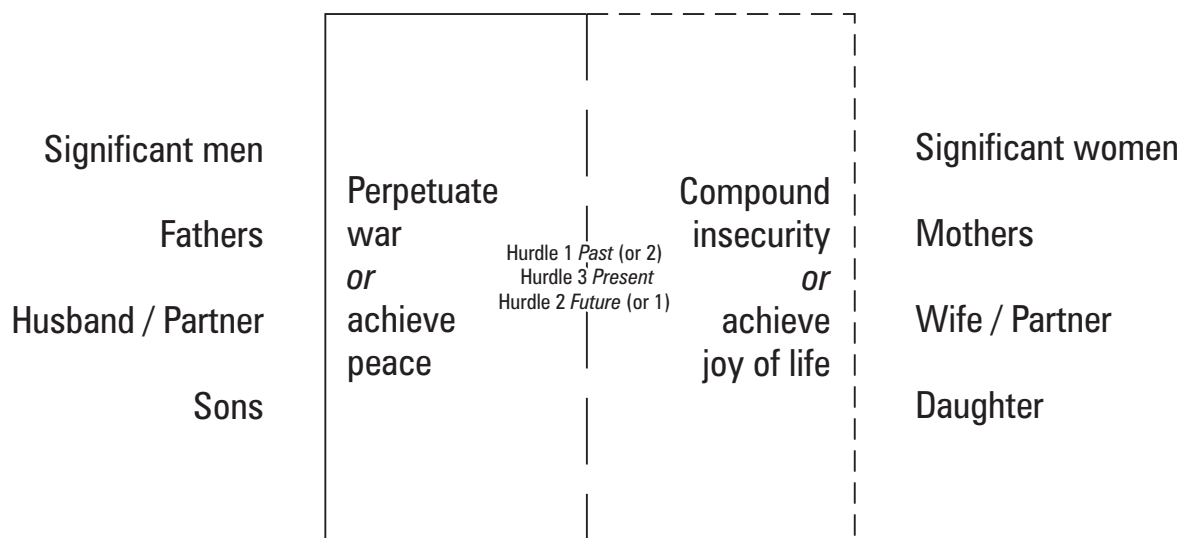 Significant men
Fathers
Husband / Partner
Sons
Perpetuate
war
or
achieve
peace
Hurdle 1 Past (or 2)
Hurdle 3 Present
Hurdle 2 Future (or 1)
Compound
insecurity
or
achieve
joy of life
Significant women
Mothers
Wife / Partner
Daughter